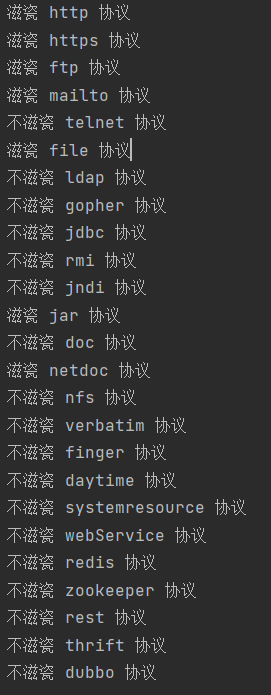 滋瓷 http 协议
滋瓷 https 协议
滋瓷 ftp 协议
滋瓷 mailto 协议
不滋瓷 telnet 协议
滋瓷 file 协议
不滋瓷 ldap 协议
不滋瓷 gopher 协议
不滋瓷 jdbc 协议
不滋瓷 rmi 协议
不滋瓷 jndi 协议
滋瓷 jar 协议
不滋瓷 doc 协议
滋瓷 netdoc 协议
不滋瓷 nfs 协议
不滋瓷 verbatim 协议
不滋瓷 finger 协议
不滋瓷 daytime 协议
不滋瓷 systemresource 协议
不滋瓷 webService 协议
不滋瓷 redis 协议
不滋瓷 zookeeper 协议
不滋瓷 rest 协议
不滋瓷 thrift 协议
不滋瓷 dubbo 协议